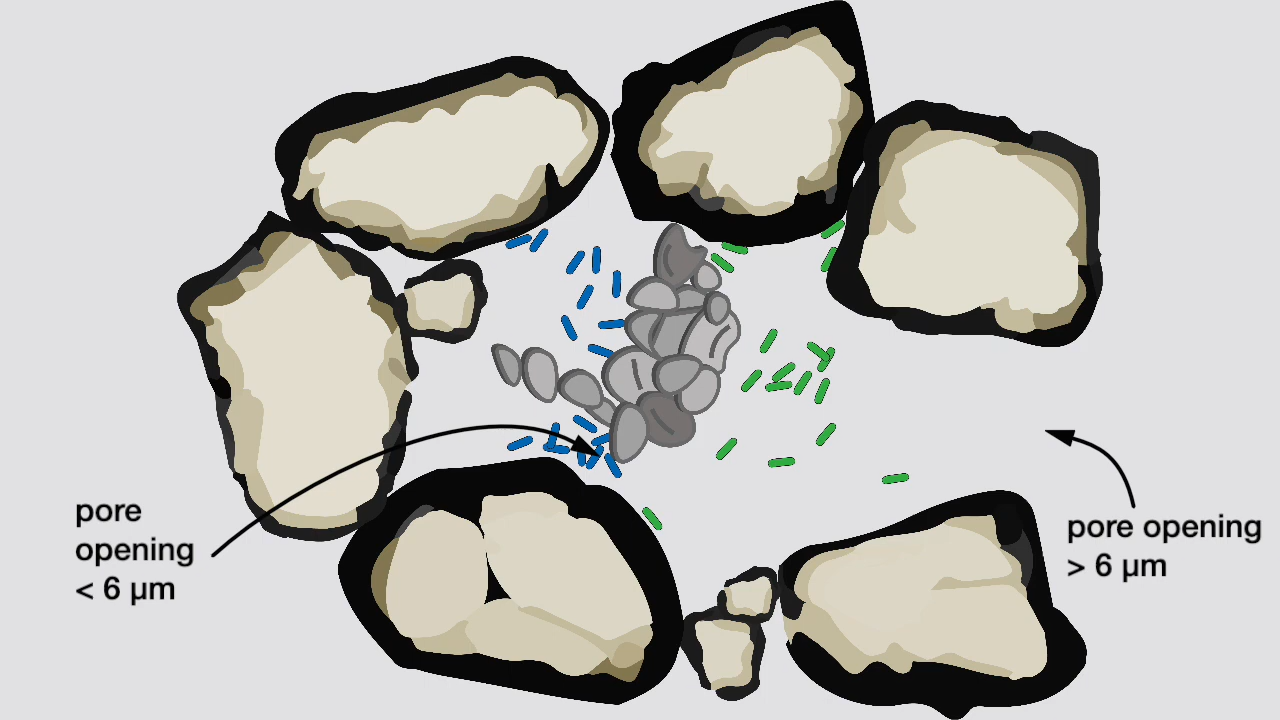 pore
opening
< 6 µm
pore opening
> 6 µm